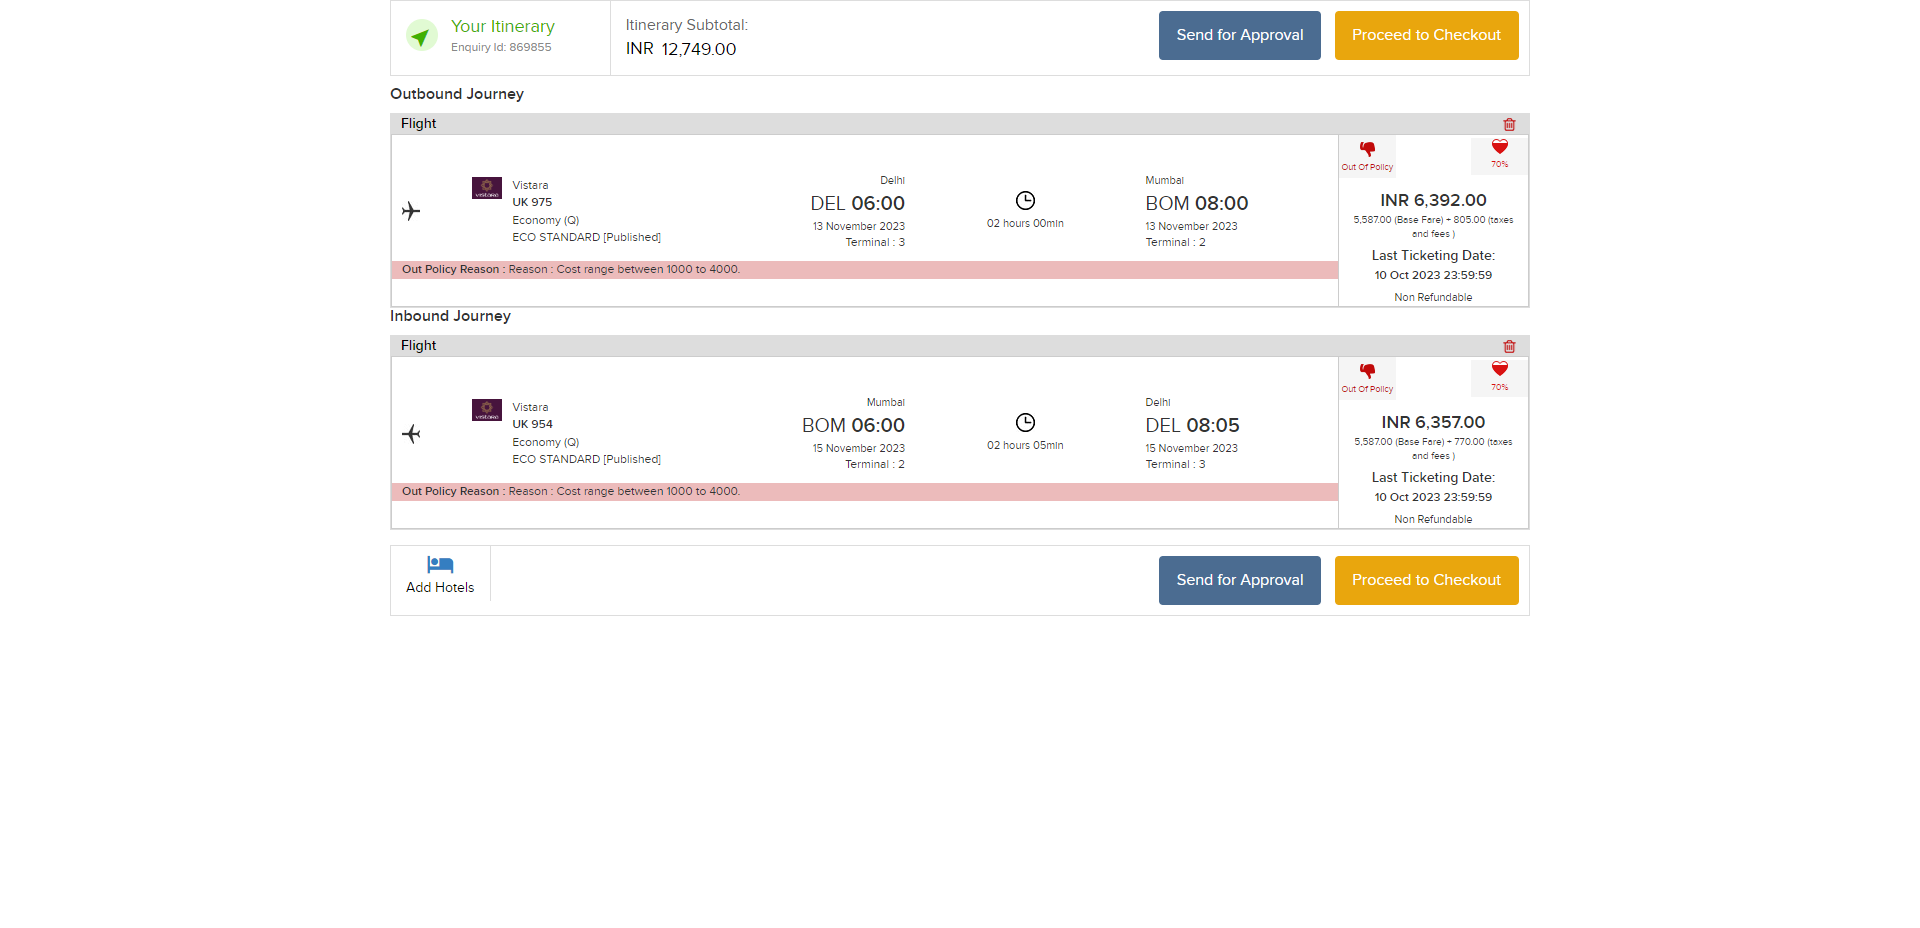 Your Itinerary
Enquiry Id: 869855
Itinerary Subtotal:
INR 12,749.00
Send for Approval
Proceed to Checkout
Outbound Journey
Flight
VISTARA
Vistara
UK 975
Economy (Q)
ECO STANDARD [Published]
Delhi
DEL 06:00
13 November 2023
Terminal : 3
02 hours 00min
Mumbai
BOM 08:00
13 November 2023
Terminal : 2
Out Policy Reason : Reason : Cost range between 1000 to 4000.
Out Of Policy
70%
INR 6,392.00
5,587.00 (Base Fare) + 805.00 (taxes
and fees )
Last Ticketing Date:
10 Oct 2023 23:59:59
Non Refundable
Inbound Journey
Flight
VISTARA
Vistara
UK 954
Economy (Q)
ECO STANDARD [Published]
Mumbai
BOM 06:00
15 November 2023
Terminal : 2
02 hours 05min
Delhi
DEL 08:05
15 November 2023
Terminal : 3
Out Policy Reason : Reason : Cost range between 1000 to 4000.
Out Of Policy
70%
INR 6,357.00
5,587.00 (Base Fare) + 770.00 (taxes
and fees )
Last Ticketing Date:
10 Oct 2023 23:59:59
Non Refundable
Add Hotels
Send for Approval
Proceed to Checkout